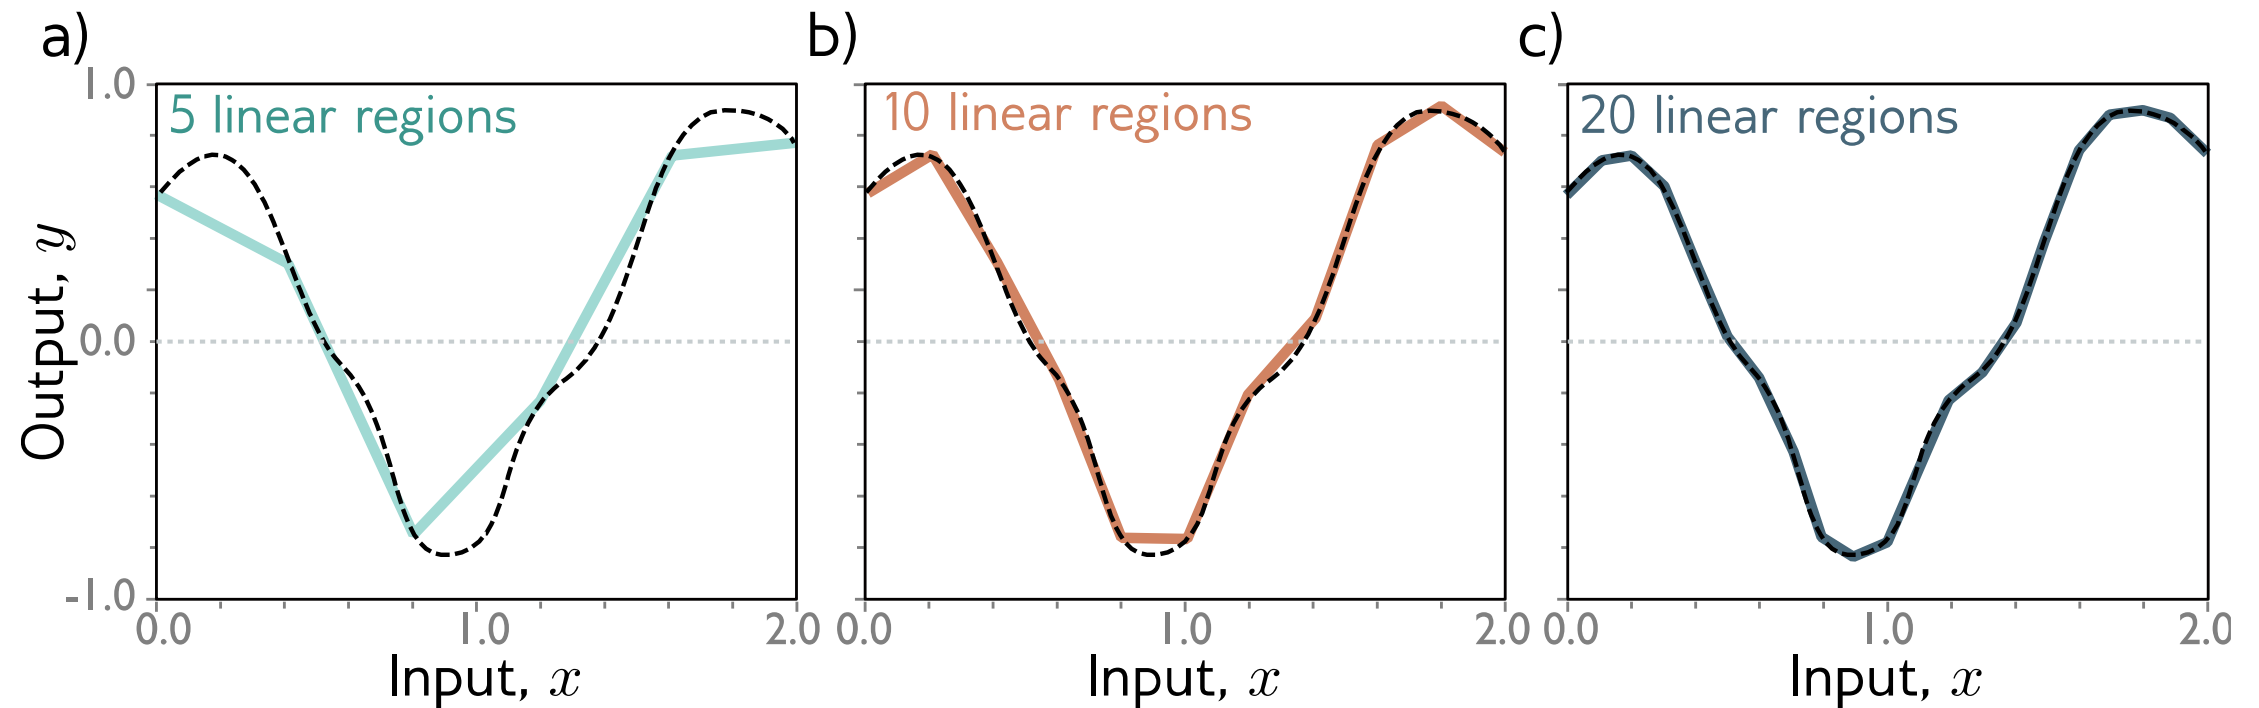 a)
1.0
5 linear regions
0.0
-1.0
Output, y
0.0
1.0
2.0
Input, x
b)
10 linear regions
0.0
1.0
2.0
Input, x
c)
20 linear regions
0.0
1.0
2.0
Input, x